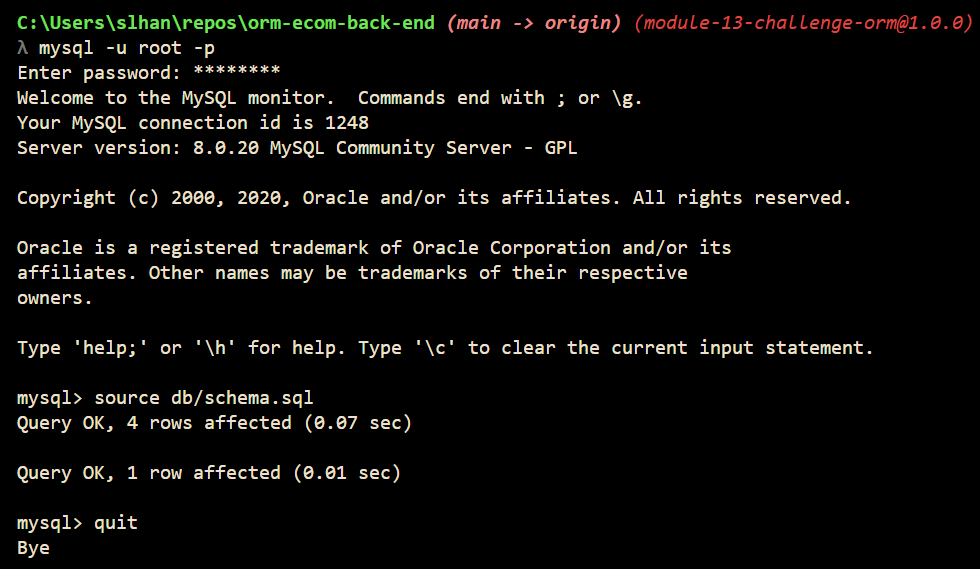 C:\Users\slhan\repos\orm-ecom-back-end (main -> origin) (module-13-challenge-orm@1.0.0)
λ mysql -u root -p
Enter password: ********
Welcome to the MySQL monitor.  Commands end with ; or \g.
Your MySQL connection id is 1248
Server version: 8.0.20 MySQL Community Server - GPL

Copyright (c) 2000, 2020, Oracle and/or its affiliates. All rights reserved.

Oracle is a registered trademark of Oracle Corporation and/or its
affiliates. Other names may be trademarks of their respective
owners.

Type 'help;' or '\h' for help. Type '\c' to clear the current input statement.

mysql> source db/schema.sql
Query OK, 4 rows affected (0.07 sec)

Query OK, 1 row affected (0.01 sec)

mysql> quit
Bye